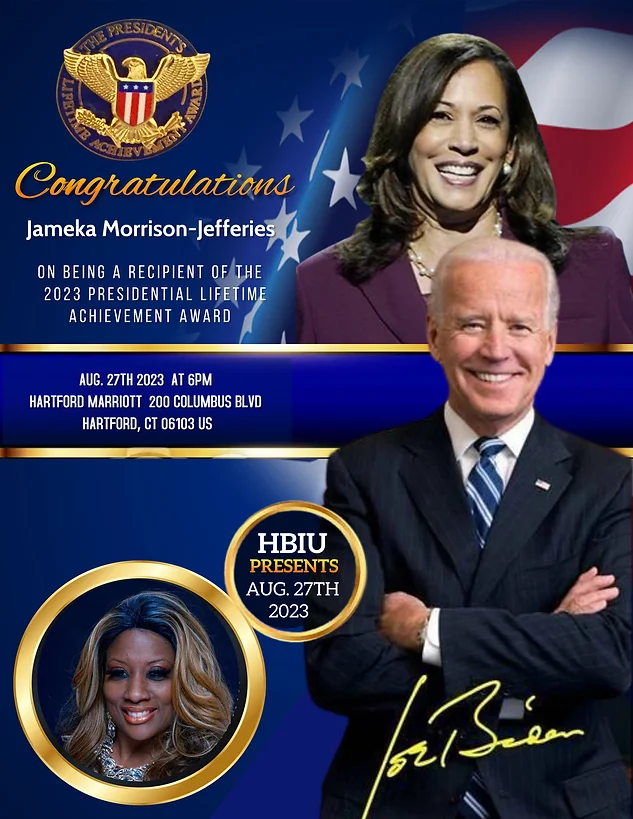 THE PRESIDENT'S
LIFETIME ACHIEVEMENT AWARD
Congratulations
Jameka Morrison-Jefferies
ON BEING A RECIPIENT OF THE
2023 PRESIDENTIAL LIFETIME
ACHIEVEMENT AWARD
AUG. 27TH 2023 AT 6PM
HARTFORD MARRIOTT 200 COLUMBUS BLVD
HARTFORD, CT 06103 US
HBIU
PRESENTS
AUG. 27TH
2023
Joe Biden